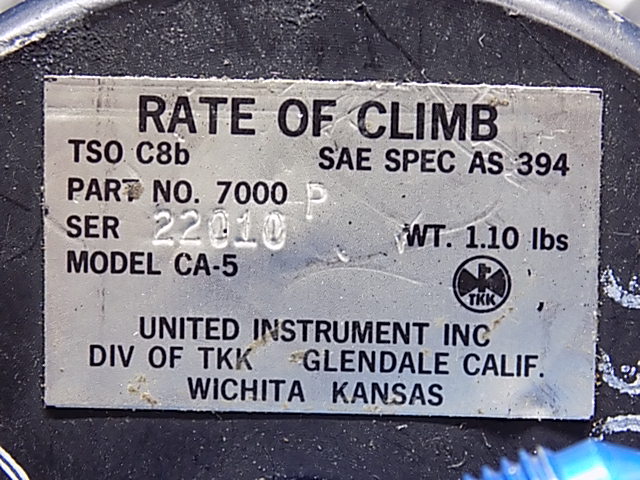 RATE OF CLIMB
TSO C8b SAE SPEC AS 394
PART NO. 7000 P
SER 22010 WT. 1.10 lbs
MODEL CA-5
TKK
UNITED INSTRUMENT INC
DIV OF TKK GLENDALE CALIF.
WICHITA KANSAS